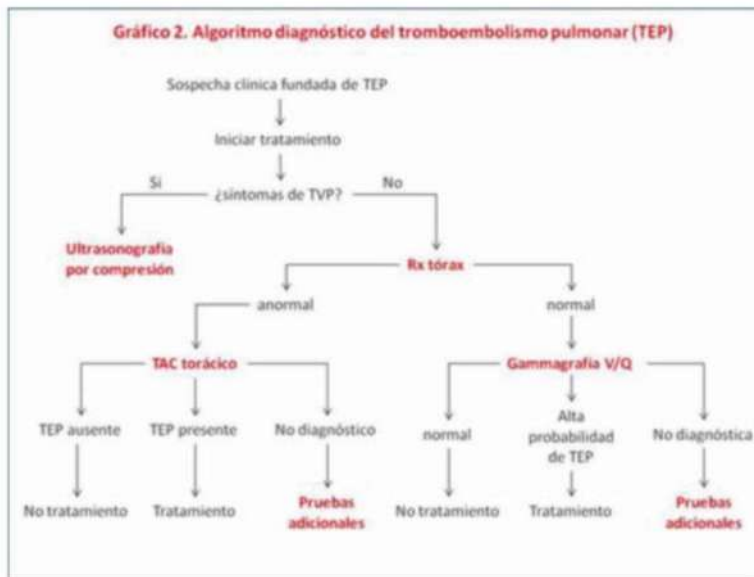 Gráfico 2. Algoritmo diagnóstico del tromboembolismo pulmonar (TEP)
Sospecha clínica fundada de TEP
Iniciar tratamiento
Si
¿síntomas de TVP?
No
Ultrasonografia
por compresión
Rx tórax
anormal
normal
TAC torácico
Gammagrafia V/Q
TEP ausente
TEP presente
No diagnóstico
normal
Alta
probabilidad
de TEP
No diagnóstica
No tratamiento
Tratamiento
Pruebas
adicionales
No tratamiento
Tratamiento
Pruebas
adicionales